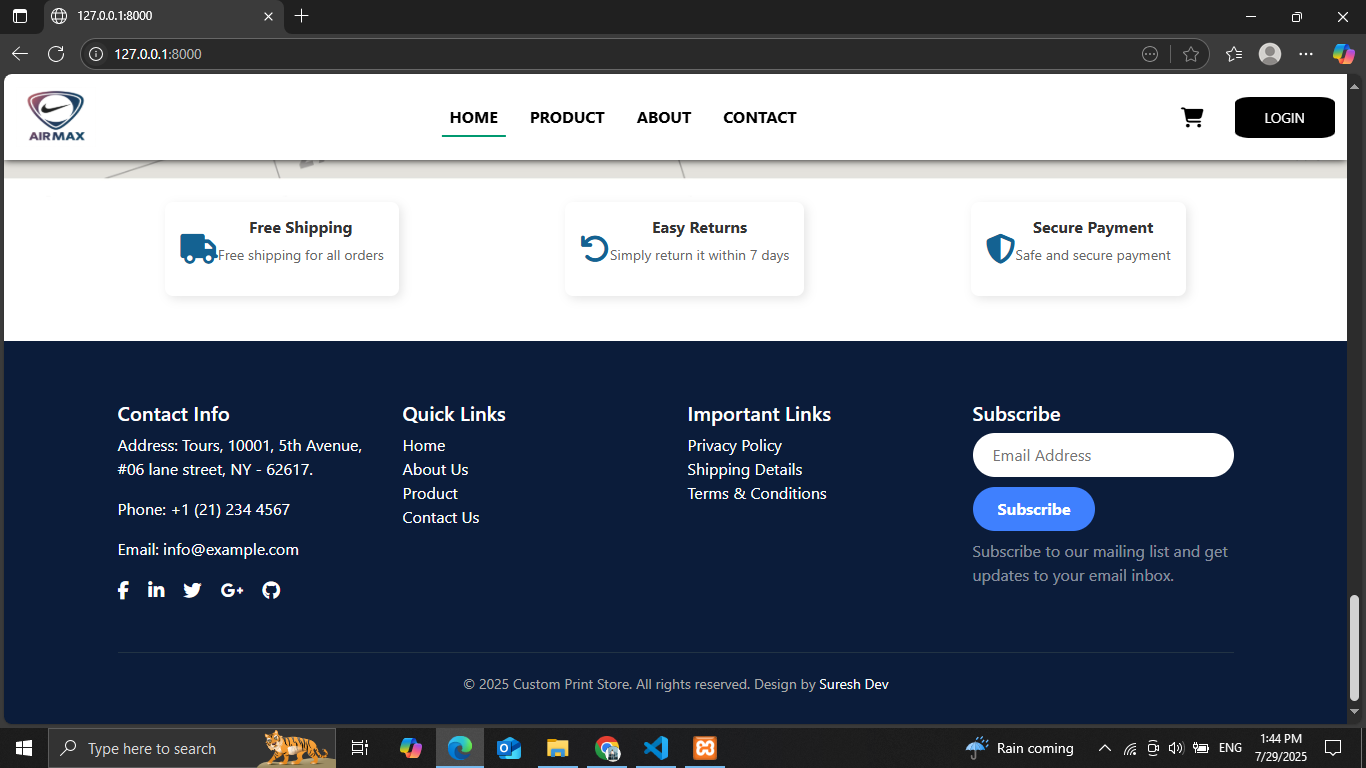 127.0.0.1:8000
127.0.0.1:8000
AIRMAX
HOME PRODUCT ABOUT CONTACT
LOGIN
Free Shipping
Free shipping for all orders
Easy Returns
Simply return it within 7 days
Secure Payment
Safe and secure payment
Contact Info
Address: Tours, 10001, 5th Avenue,
#06 lane street, NY - 62617.
Phone: +1 (21) 234 4567
Email: info@example.com
Quick Links
Home
About Us
Product
Contact Us
Important Links
Privacy Policy
Shipping Details
Terms & Conditions
Subscribe
Email Address
Subscribe
Subscribe to our mailing list and get
updates to your email inbox.
© 2025 Custom Print Store. All rights reserved. Design by Suresh Dev
Type here to search
Rain coming
ENG
1:44 PM
7/29/2025